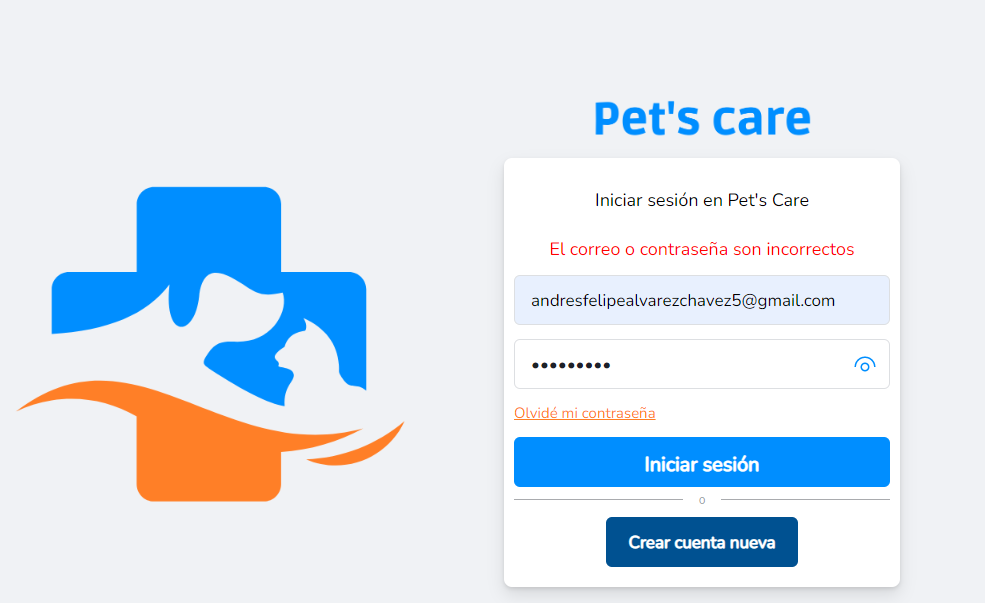 Pet's care
Iniciar sesión en Pet's Care
El correo o contraseña son incorrectos
andresfelipealvarezchavez5@gmail.com
•••••••••
Olvidé mi contraseña
Iniciar sesión
o
Crear cuenta nueva